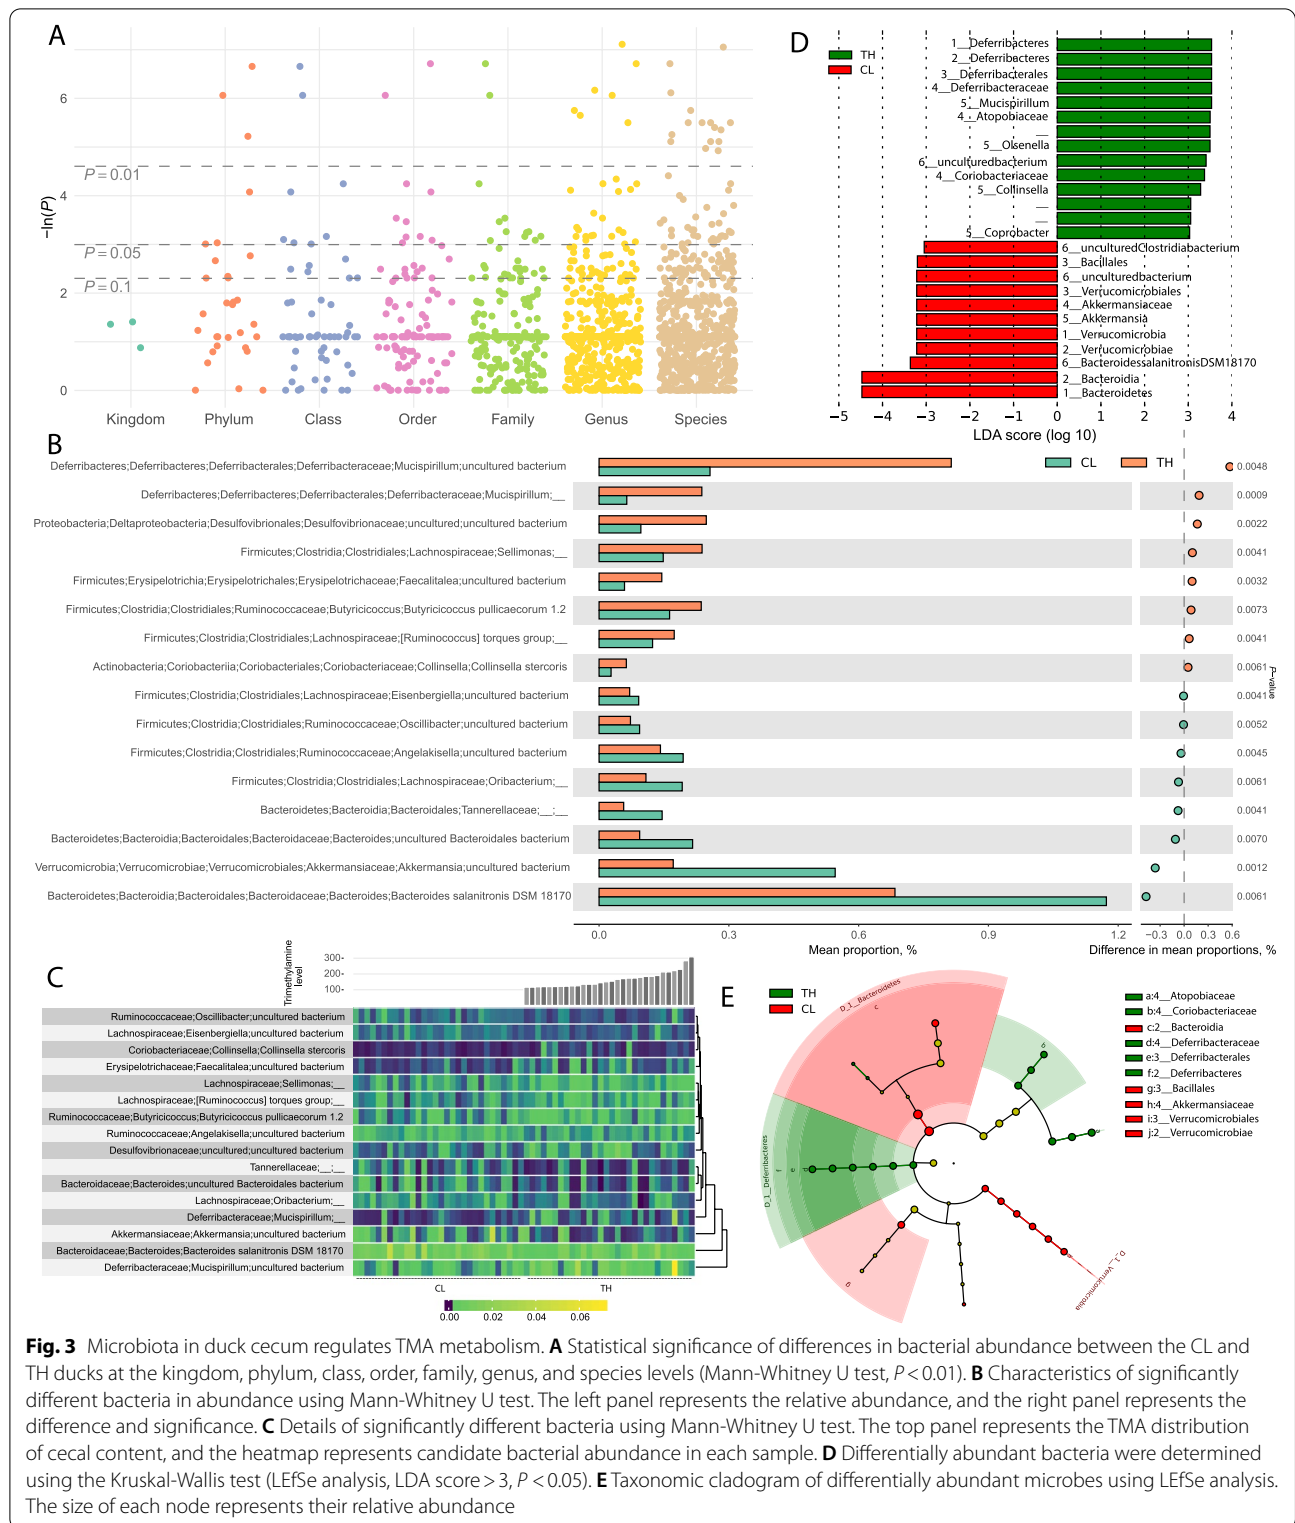 A
−ln(P)
6
4
2
0
P = 0.01
P = 0.05
P = 0.1
Kingdom
Phylum
Class
Order
Family
Genus
Species
D
TH
CL
1__Deferribacteres
2__Deferribacteres
3__Deferribacterales
4__Deferribacteraceae
5__Mucispirillum
4__Atopobiaceae
__
5__Olsenella
6__unculturedbacterium
4__Coriobacteriaceae
5__Collinsella
__
__
5__Coprobacter
6__unculturedClostridiabacterium
3__Bacillales
6__unculturedbacterium
3__Verrucomicrobiales
4__Akkermansiaceae
5__Akkermansia
1__Verrucomicrobia
2__Verrucomicrobiae
6__BacteroidessalanitronisDSM18170
2__Bacteroidia
1__Bacteroidetes
−5 −4 −3 −2 −1 0 1 2 3 4
LDA score (log 10)
B
CL TH
Deferribacteres;Deferribacteres;Deferribacterales;Deferribacteraceae;Mucispirillum;uncultured bacterium 0.0048
Deferribacteres;Deferribacteres;Deferribacterales;Deferribacteraceae;Mucispirillum;__ 0.0009
Proteobacteria;Deltaproteobacteria;Desulfovibrionales;Desulfovibrionaceae;uncultured;uncultured bacterium 0.0022
Firmicutes;Clostridia;Clostridiales;Lachnospiraceae;Sellimonas;__ 0.0041
Firmicutes;Erysipelotrichia;Erysipelotrichales;Erysipelotrichaceae;Faecalitalea;uncultured bacterium 0.0032
Firmicutes;Clostridia;Clostridiales;Ruminococcaceae;Butyricicoccus;Butyricicoccus pullicaecorum 1.2 0.0073
Firmicutes;Clostridia;Clostridiales;Lachnospiraceae;[Ruminococcus] torques group;__ 0.0041
Actinobacteria;Coriobacteriia;Coriobacteriales;Coriobacteriaceae;Collinsella;Collinsella stercoris 0.0061
Firmicutes;Clostridia;Clostridiales;Lachnospiraceae;Eisenbergiella;uncultured bacterium 0.0041
Firmicutes;Clostridia;Clostridiales;Ruminococcaceae;Oscillibacter;uncultured bacterium 0.0052
Firmicutes;Clostridia;Clostridiales;Ruminococcaceae;Angelakisella;uncultured bacterium 0.0045
Firmicutes;Clostridia;Clostridiales;Lachnospiraceae;Oribacterium;__ 0.0061
Bacteroidetes;Bacteroidia;Bacteroidales;Tannerellaceae;__;__ 0.0041
Bacteroidetes;Bacteroidia;Bacteroidales;Bacteroidaceae;Bacteroides;uncultured Bacteroidales bacterium 0.0070
Verrucomicrobia;Verrucomicrobiae;Verrucomicrobiales;Akkermansiaceae;Akkermansia;uncultured bacterium 0.0012
Bacteroidetes;Bacteroidia;Bacteroidales;Bacteroidaceae;Bacteroides;Bacteroides salanitronis DSM 18170 0.0061
P−value
0.0 0.3 0.6 0.9 1.2
Mean proportion, %
−0.3 0.0 0.3 0.6
Difference in mean proportions, %
C
Trimethylamine
level
300-
200-
100-
Ruminococcaceae;Oscillibacter;uncultured bacterium
Lachnospiraceae;Eisenbergiella;uncultured bacterium
Coriobacteriaceae;Collinsella;Collinsella stercoris
Erysipelotrichaceae;Faecalitalea;uncultured bacterium
Lachnospiraceae;Sellimonas;__
Lachnospiraceae;[Ruminococcus] torques group;__
Ruminococcaceae;Butyricicoccus;Butyricicoccus pullicaecorum 1.2
Ruminococcaceae;Angelakisella;uncultured bacterium
Desulfovibrionaceae;uncultured;uncultured bacterium
Tannerellaceae;__;__
Bacteroidaceae;Bacteroides;uncultured Bacteroidales bacterium
Lachnospiraceae;Oribacterium;__
Deferribacteraceae;Mucispirillum;__
Akkermansiaceae;Akkermansia;uncultured bacterium
Bacteroidaceae;Bacteroides;Bacteroides salanitronis DSM 18170
Deferribacteraceae;Mucispirillum;uncultured bacterium
CL TH
0.00 0.02 0.04 0.06
E
TH
CL
D_1__Bacteroidetes
c
D_1__Deferribacteres
f
e
d
g
D_1__Verrucomicrobia
a:4__Atopobiaceae
b:4__Coriobacteriaceae
c:2__Bacteroidia
d:4__Deferribacteraceae
e:3__Deferribacterales
f:2__Deferribacteres
g:3__Bacillales
h:4__Akkermansiaceae
i:3__Verrucomicrobiales
j:2__Verrucomicrobiae
Fig. 3 Microbiota in duck cecum regulates TMA metabolism. A Statistical significance of differences in bacterial abundance between the CL and
TH ducks at the kingdom, phylum, class, order, family, genus, and species levels (Mann-Whitney U test, P < 0.01). B Characteristics of significantly
different bacteria in abundance using Mann-Whitney U test. The left panel represents the relative abundance, and the right panel represents the
difference and significance. C Details of significantly different bacteria using Mann-Whitney U test. The top panel represents the TMA distribution
of cecal content, and the heatmap represents candidate bacterial abundance in each sample. D Differentially abundant bacteria were determined
using the Kruskal-Wallis test (LEfSe analysis, LDA score > 3, P < 0.05). E Taxonomic cladogram of differentially abundant microbes using LEfSe analysis.
The size of each node represents their relative abundance